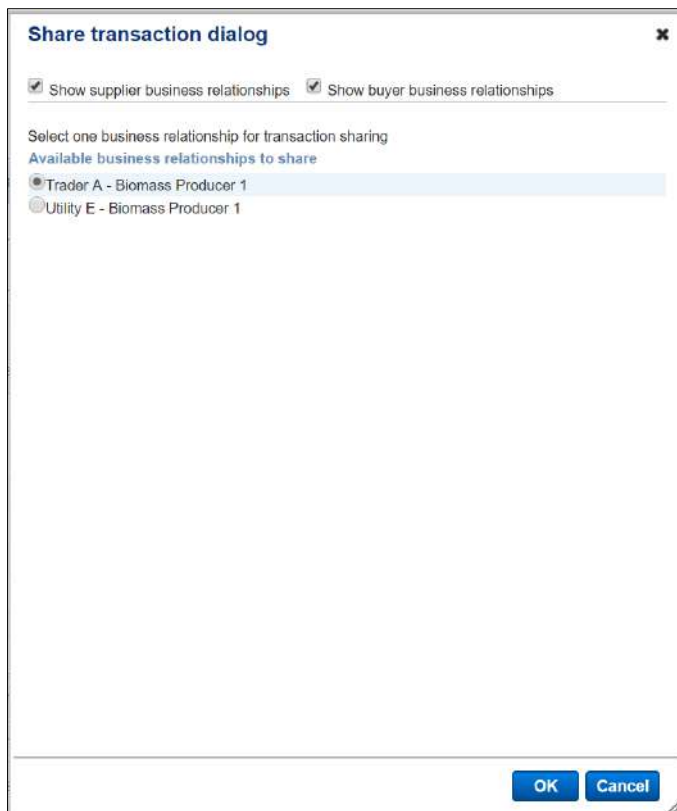 Share transaction dialog
Show supplier business relationships Show buyer business relationships
Select one business relationship for transaction sharing
Available business relationships to share
Trader A - Biomass Producer 1
Utility E - Biomass Producer 1
OK Cancel